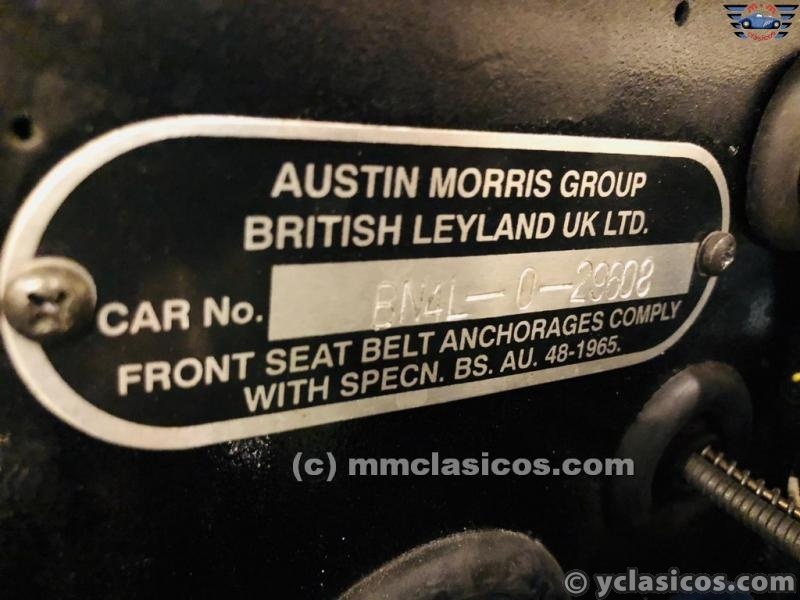 m m
clasicos
AUSTIN MORRIS GROUP
BRITISH LEYLAND UK LTD.
CAR No. BN4L-O-29608
FRONT SEAT BELT ANCHORAGES COMPLY
WITH SPECN. BS. AU. 48-1965.
(c) mmclasicos.com
© yclasicos.com